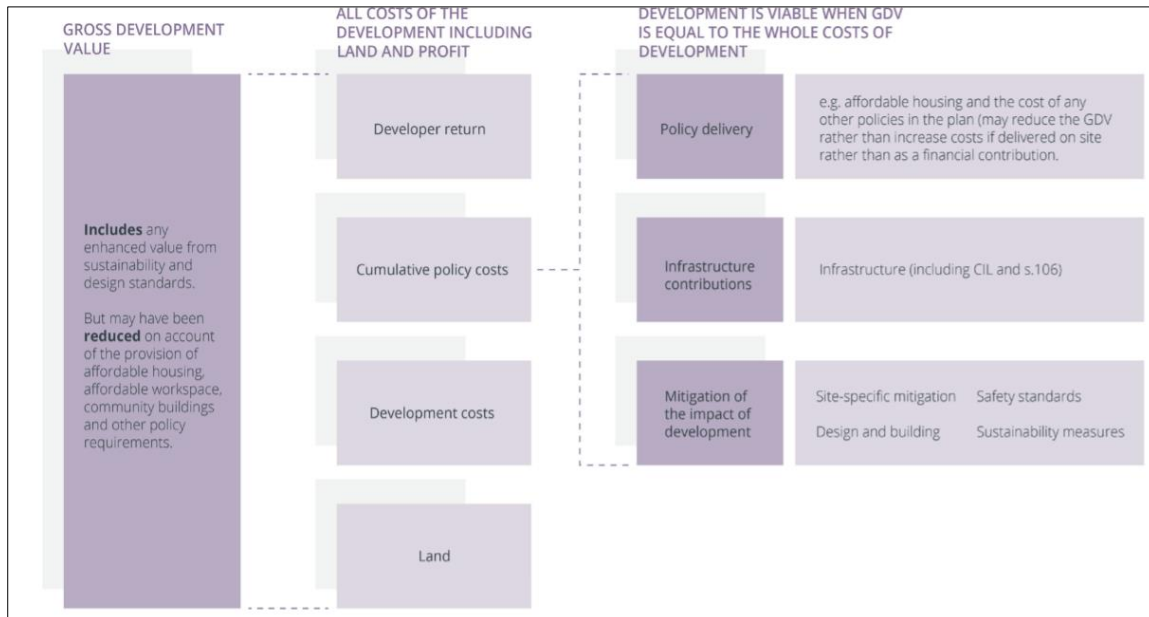 GROSS DEVELOPMENT
VALUE
Includes any
enhanced value from
sustainability and
design standards.
But may have been
reduced on account
of the provision of
affordable housing,
affordable workspace,
community buildings
and other policy
requirements.
ALL COSTS OF THE
DEVELOPMENT INCLUDING
LAND AND PROFIT
Developer return
Cumulative policy costs
Development costs
Land
DEVELOPMENT IS VIABLE WHEN GDV
IS EQUAL TO THE WHOLE COSTS OF
DEVELOPMENT
Policy delivery
e.g. affordable housing and the cost of any
other policies in the plan (may reduce the GDV
rather than increase costs if delivered on site
rather than as a financial contribution.
Infrastructure
contributions
Infrastructure (including CIL and s.106)
Mitigation of
the impact of
development
Site-specific mitigation Safety standards
Design and building Sustainability measures